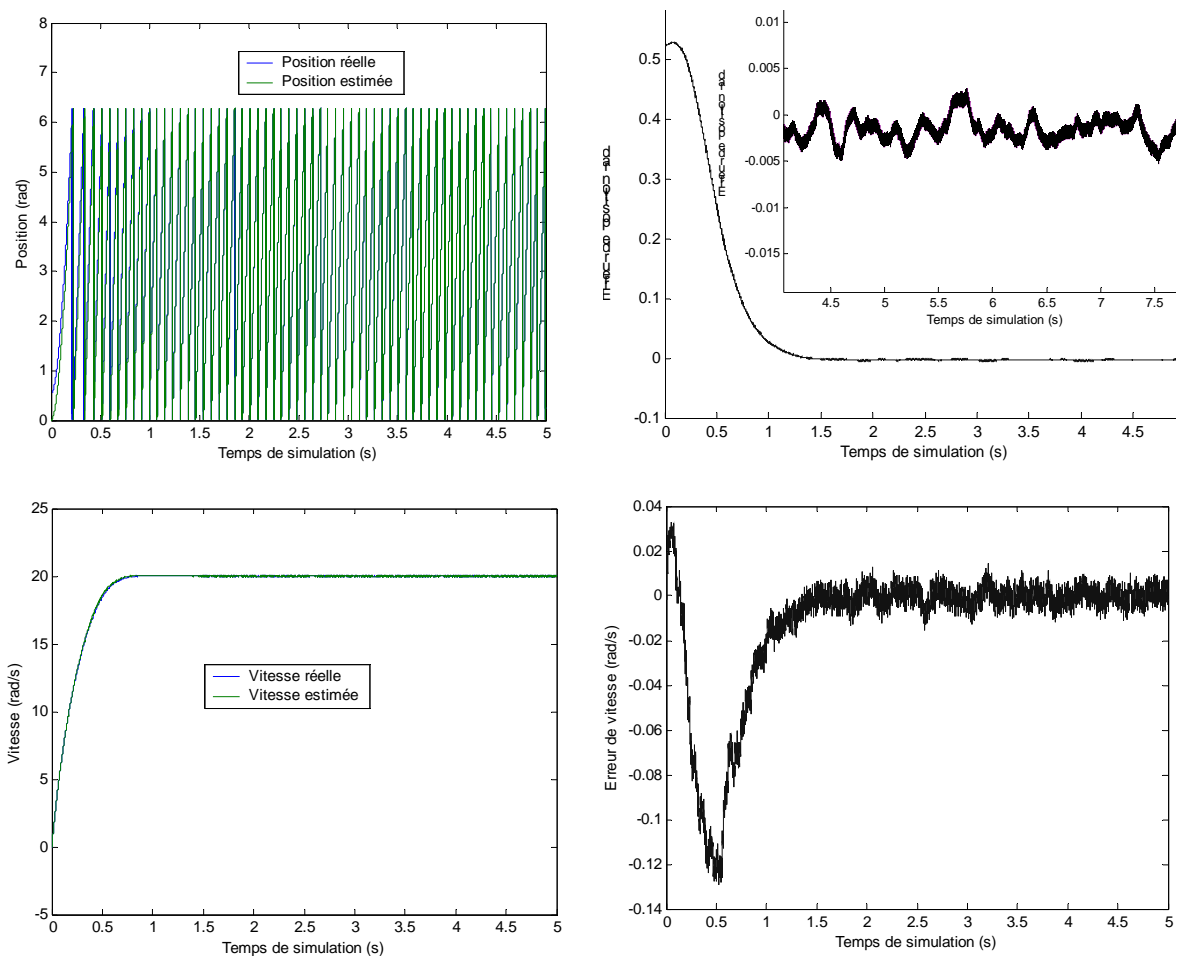 8
7
6
5
4
3
2
1
0
Position (rad)
Position réelle
Position estimée
0 0.5 1 1.5 2 2.5 3 3.5 4 4.5 5
Temps de simulation (s)
0.5
0.4
0.3
0.2
0.1
0
-0.1
0 0.5 1 1.5 2 2.5 3 3.5 4 4.5
Temps de simulation (s)
0.01
0.005
0
-0.005
-0.01
-0.015
4.5 5 5.5 6 6.5 7 7.5
Temps de simulation (s)
25
20
15
10
5
0
-5
Vitesse (rad/s)
Vitesse réelle
Vitesse estimée
0 0.5 1 1.5 2 2.5 3 3.5 4 4.5 5
Temps de simulation (s)
0.04
0.02
0
-0.02
-0.04
-0.06
-0.08
-0.1
-0.12
-0.14
Erreur de vitesse (rad/s)
0 0.5 1 1.5 2 2.5 3 3.5 4 4.5 5
Temps de simulation (s)